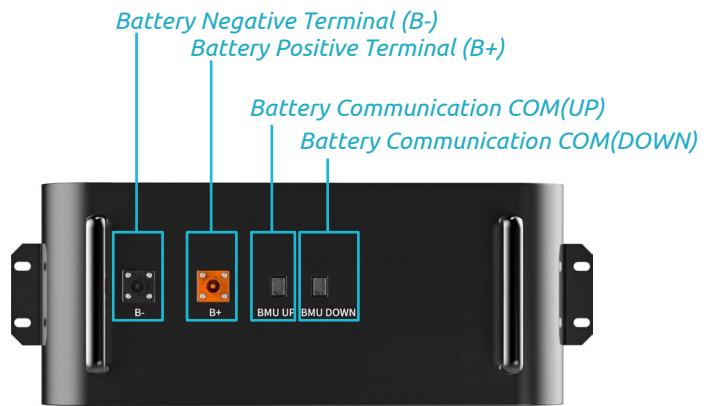 Battery Negative Terminal (B-)
Battery Positive Terminal (B+)
Battery Communication COM(UP)
Battery Communication COM(DOWN)
B-
B+
BMU UP
BMU DOWN